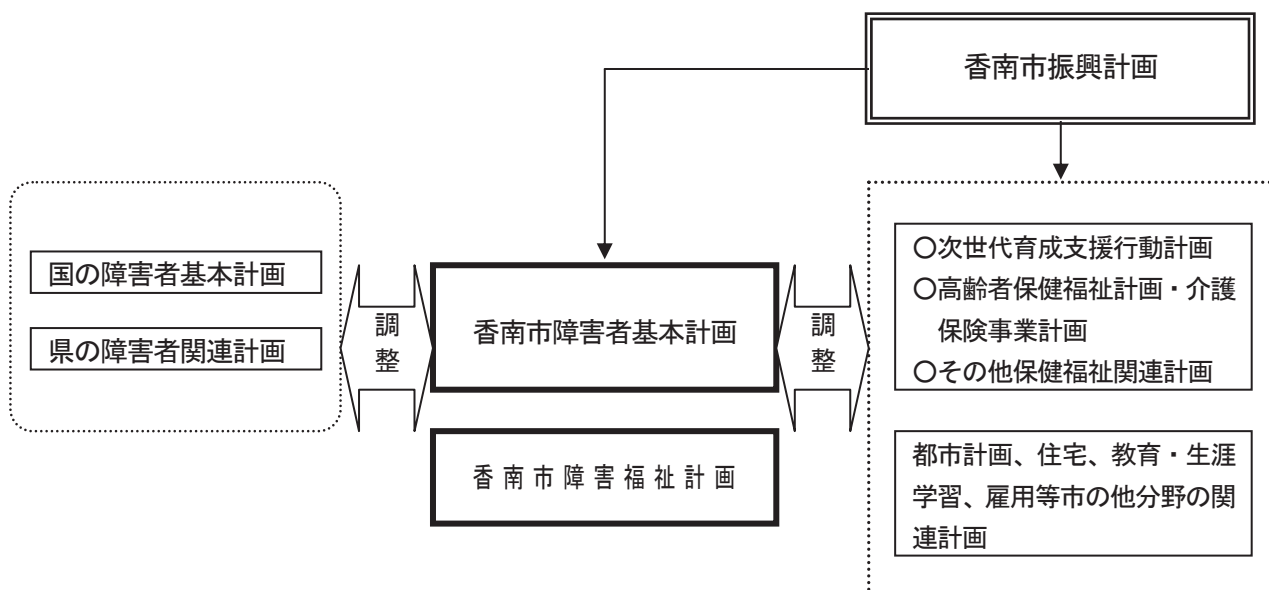 香南市振興計画
国の障害者基本計画
県の障害者関連計画
調
整
香南市障害者基本計画
香南市障害福祉計画
調
整
〇次世代育成支援行動計画
〇高齢者保健福祉計画・介護
保険事業計画
〇その他保健福祉関連計画
都市計画、住宅、教育・生涯
学習、雇用等市の他分野の関
連計画